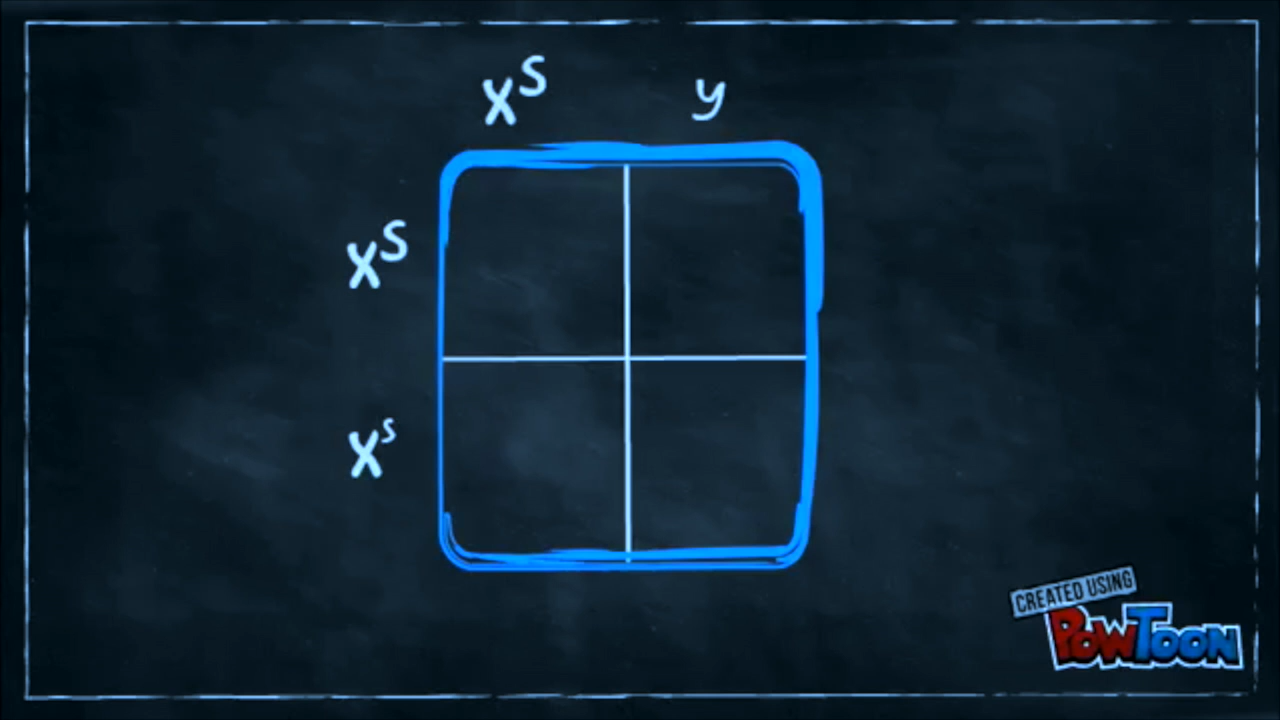 X^S y
X^S
X^s
CREATED USING
POWTOON